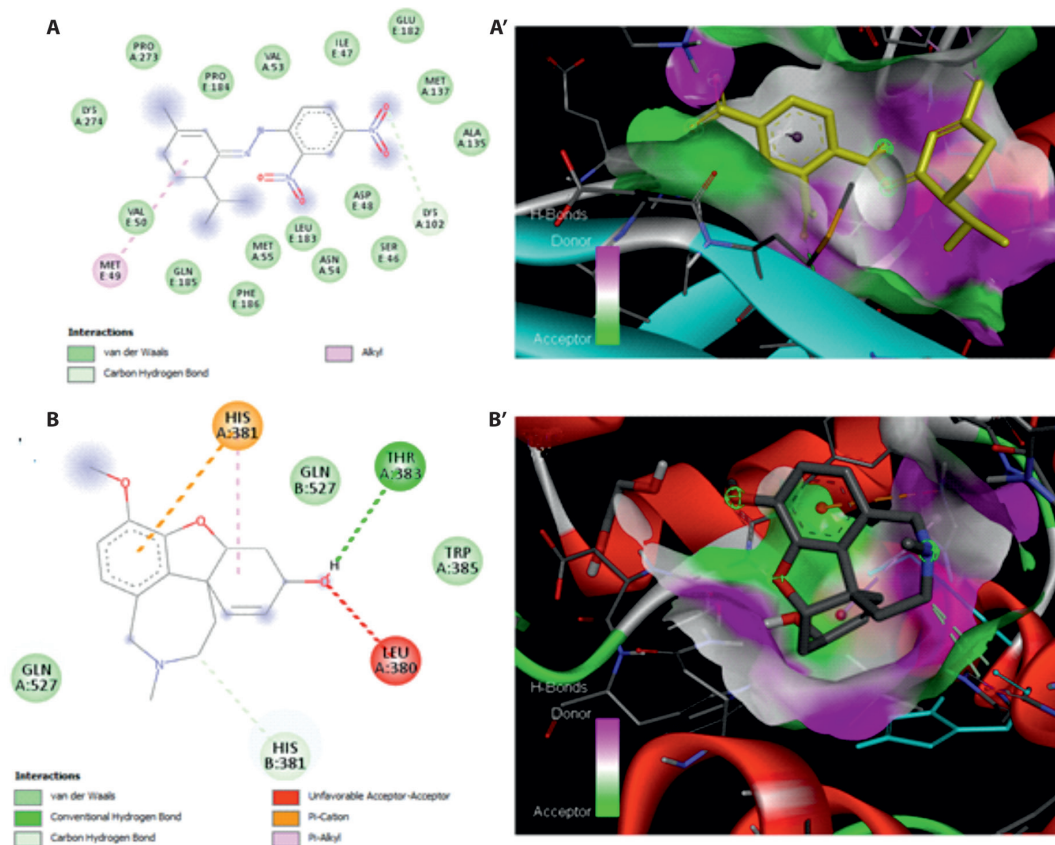 A
PRO
A:273
PRO
E:184
VAL
A:53
ILE
E:47
GLU
E:182
MET
A:137
LYS
A:274
ALA
A:135
VAL
E:50
ASP
E:48
LEU
E:183
LYS
A:102
MET
E:49
GLN
E:185
MET
A:55
ASN
A:54
SER
E:46
PHE
E:186
Interactions
van der Waals
Carbon Hydrogen Bond
Alkyl
A'
H-Bonds
Donor
Acceptor
B
HIS
A:381
GLN
B:527
THR
A:383
O
H
TRP
A:385
LEU
A:380
GLN
A:527
N
HIS
B:381
Interactions
van der Waals
Conventional Hydrogen Bond
Carbon Hydrogen Bond
Unfavorable Acceptor-Acceptor
Pi-Cation
Pi-Alkyl
B'
H-Bonds
Donor
Acceptor